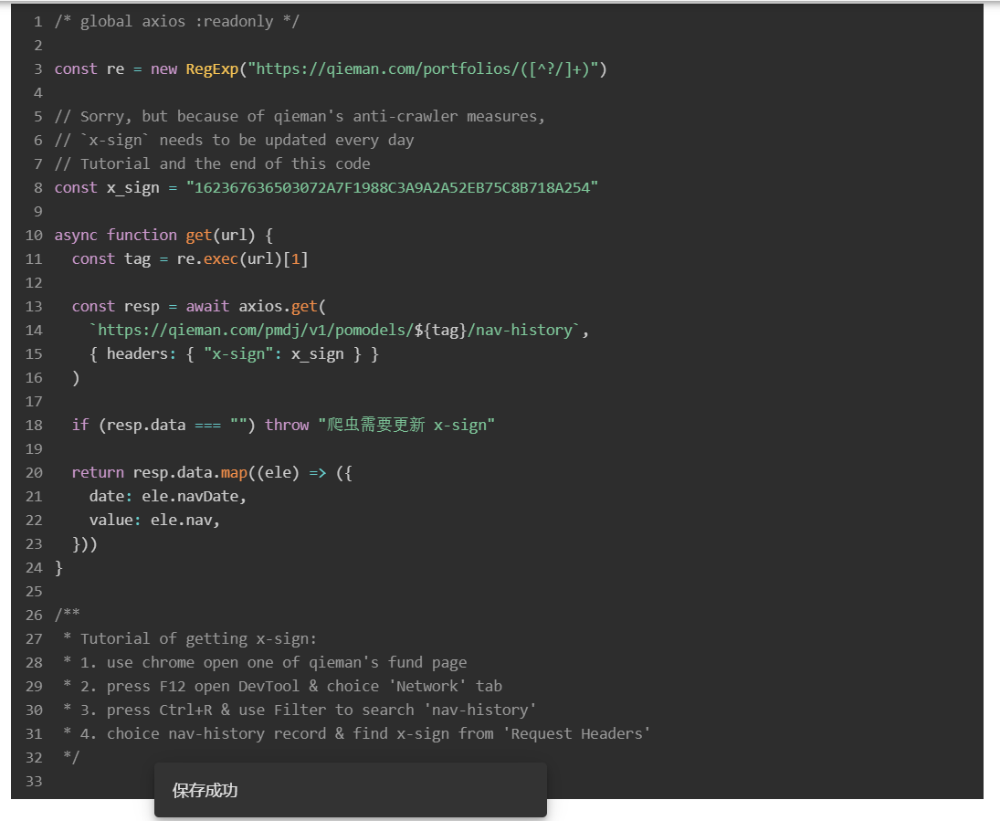 1 /* global axios :readonly */
2
3 const re = new RegExp("https://qieman.com/portfolios/([^?/]+)")
4
5 // Sorry, but because of qieman's anti-crawler measures,
6 // `x-sign` needs to be updated every day
7 // Tutorial and the end of this code
8 const x_sign = "162367636503072A7F1988C3A9A2A52EB75C8B718A254"
9
10 async function get(url) {
11   const tag = re.exec(url)[1]
12
13   const resp = await axios.get(
14     `https://qieman.com/pmdj/v1/pomodels/${tag}/nav-history`,
15     { headers: { "x-sign": x_sign } }
16   )
17
18   if (resp.data === "") throw "爬虫需要更新 x-sign"
19
20   return resp.data.map((ele) => ({
21     date: ele.navDate,
22     value: ele.nav,
23   }))
24 }
25
26 /**
27  * Tutorial of getting x-sign:
28  * 1. use chrome open one of qieman's fund page
29  * 2. press F12 open DevTool & choice 'Network' tab
30  * 3. press Ctrl+R & use Filter to search 'nav-history'
31  * 4. choice nav-history record & find x-sign from 'Request Headers'
32  */
33
保存成功